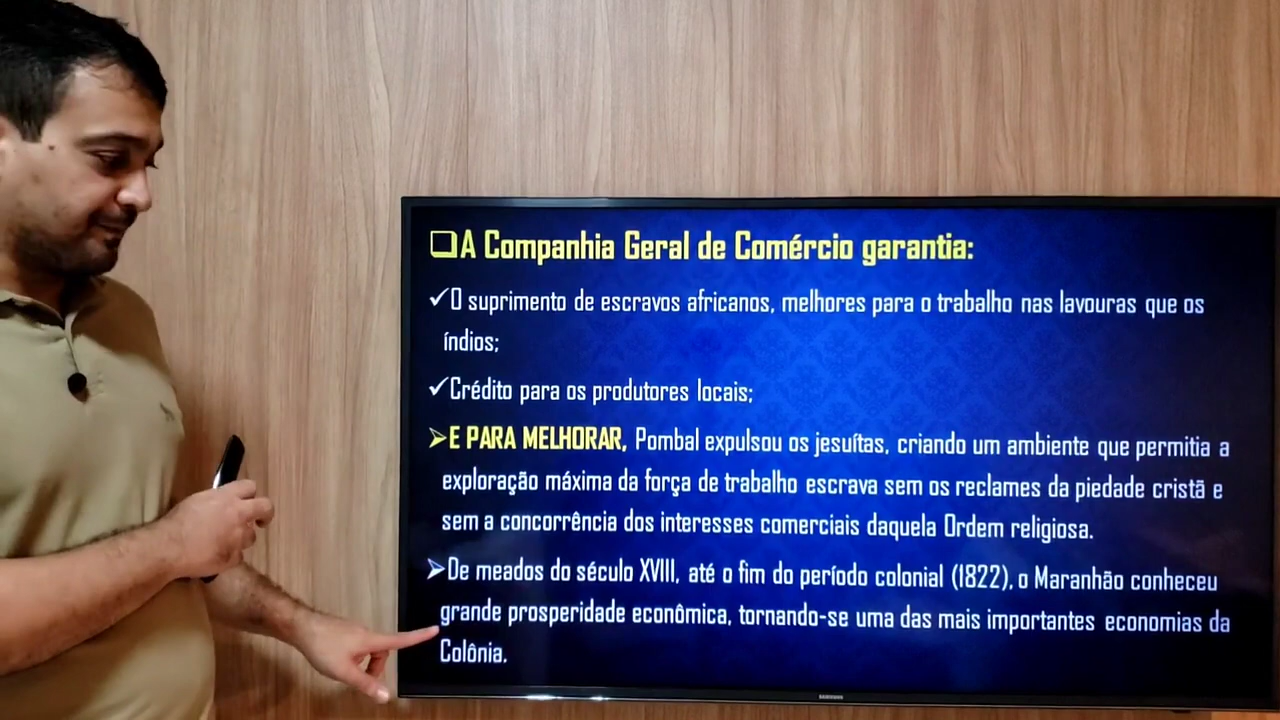 A Companhia Geral de Comércio garantia:
O suprimento de escravos africanos, melhores para o trabalho nas lavouras que os
índios;
Crédito para os produtores locais;
E PARA MELHORAR, Pombal expulsou os jesuítas, criando um ambiente que permitia a
exploração máxima da força de trabalho escrava sem os reclames da piedade cristã e
sem a concorrência dos interesses comerciais daquela Ordem religiosa.
De meados do século XVIII, até o fim do período colonial (1822), o Maranhão conheceu
grande prosperidade econômica, tornando-se uma das mais importantes economias da
Colônia.
SAMSUNG